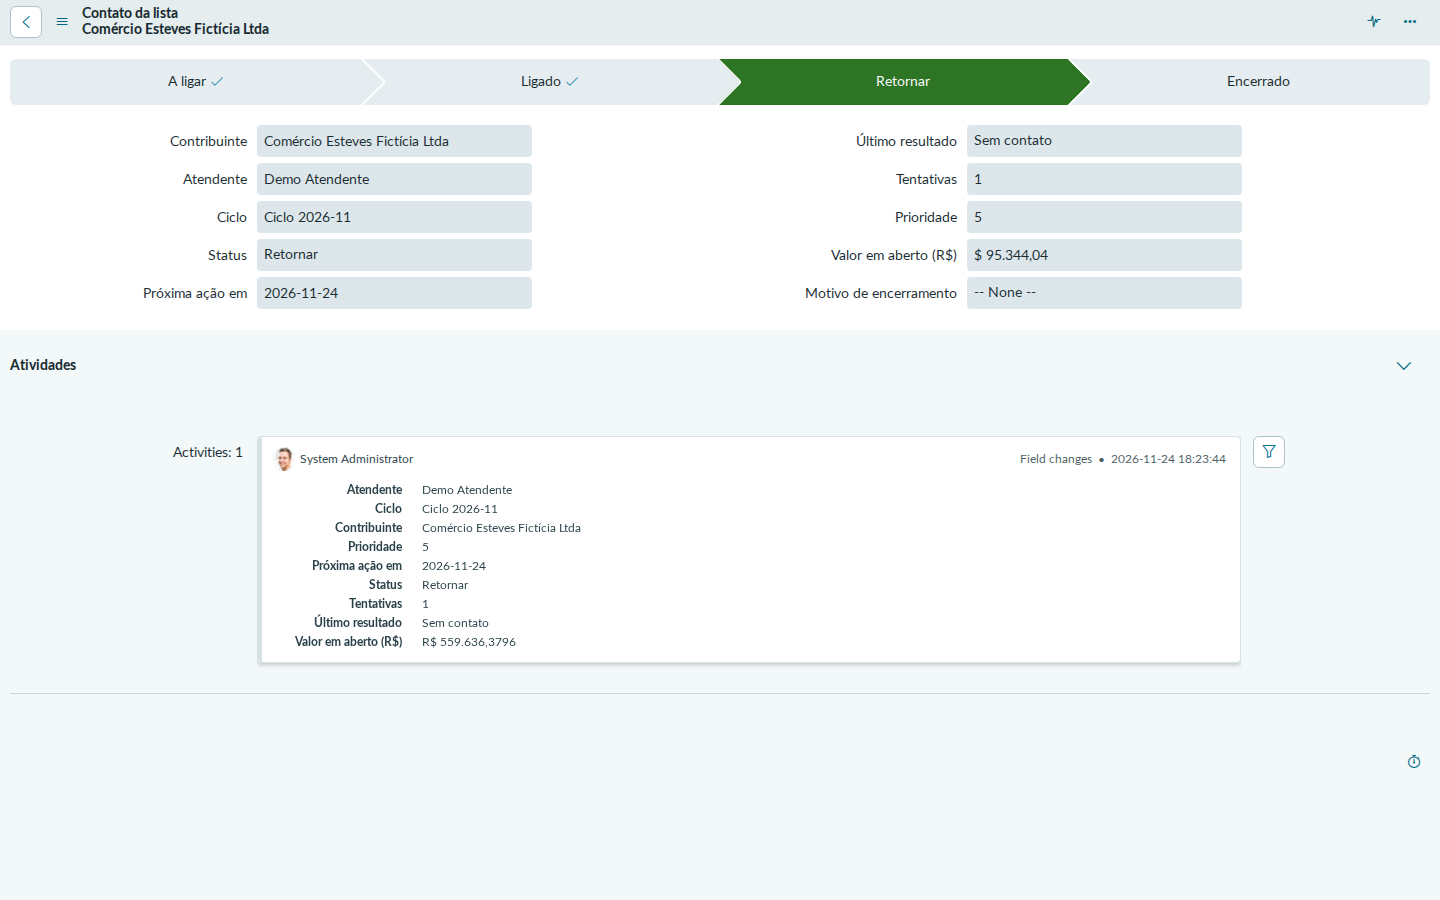 Contato da lista
Comércio Esteves Fictícia Ltda
A ligar
Ligado
Retornar
Encerrado
Contribuinte Comércio Esteves Fictícia Ltda
Atendente Demo Atendente
Ciclo Ciclo 2026-11
Status Retornar
Próxima ação em 2026-11-24
Último resultado Sem contato
Tentativas 1
Prioridade 5
Valor em aberto (R$) $ 95.344,04
Motivo de encerramento -- None --
Atividades
Activities: 1
System Administrator Field changes • 2026-11-24 18:23:44
Atendente Demo Atendente
Ciclo Ciclo 2026-11
Contribuinte Comércio Esteves Fictícia Ltda
Prioridade 5
Próxima ação em 2026-11-24
Status Retornar
Tentativas 1
Último resultado Sem contato
Valor em aberto (R$) R$ 559.636,3796